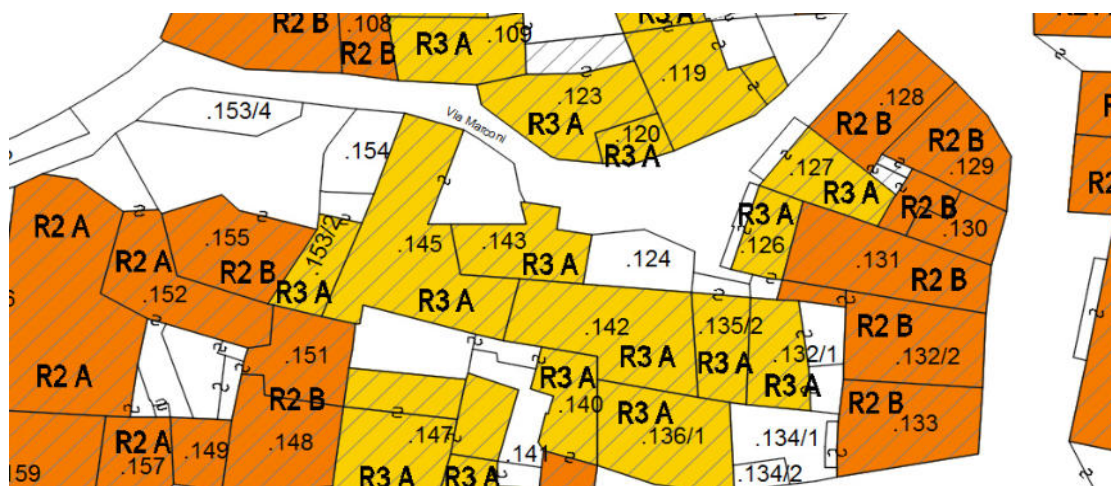 R2 B
.108
R2 B
R3 A
.109
R3 A
.119
.123
R3 A
.120
R3 A
.128
R2 B
R2 B
.129
.153/4
Via Marconi
.154
.127
R3 A
R2 B
.130
R3 A
.126
.131
R2 B
R2 A
.155
R2 A
R2 B
.152
.153/2
R3 A
.145
R3 A
.143
R3 A
.124
.142
R3 A
.135/2
R3 A
.132/1
R3 A
R2 B
.132/2
.151
R2 A
R2 B
R3 A
.140
R3 A
.136/1
R2 B
.133
.134/1
.134/2
R2 A
.157
.149
.148
.147
R3 A
R3 A
.141
159